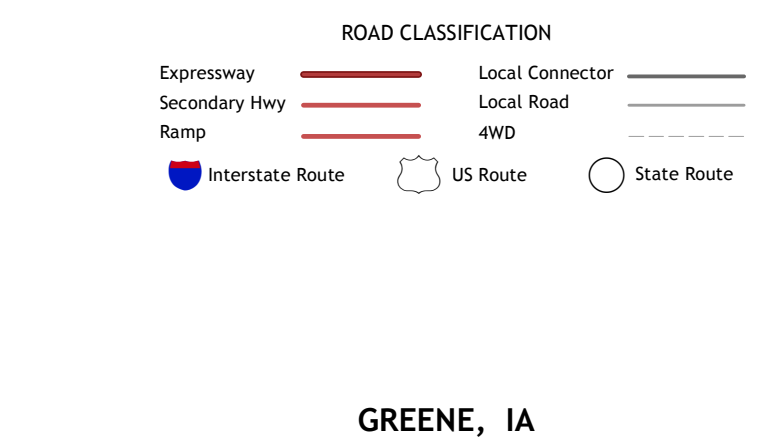 ROAD CLASSIFICATION
Expressway
Local Connector
Secondary Hwy
Local Road
Ramp
4WD
Interstate Route
US Route
State Route
GREENE, IA